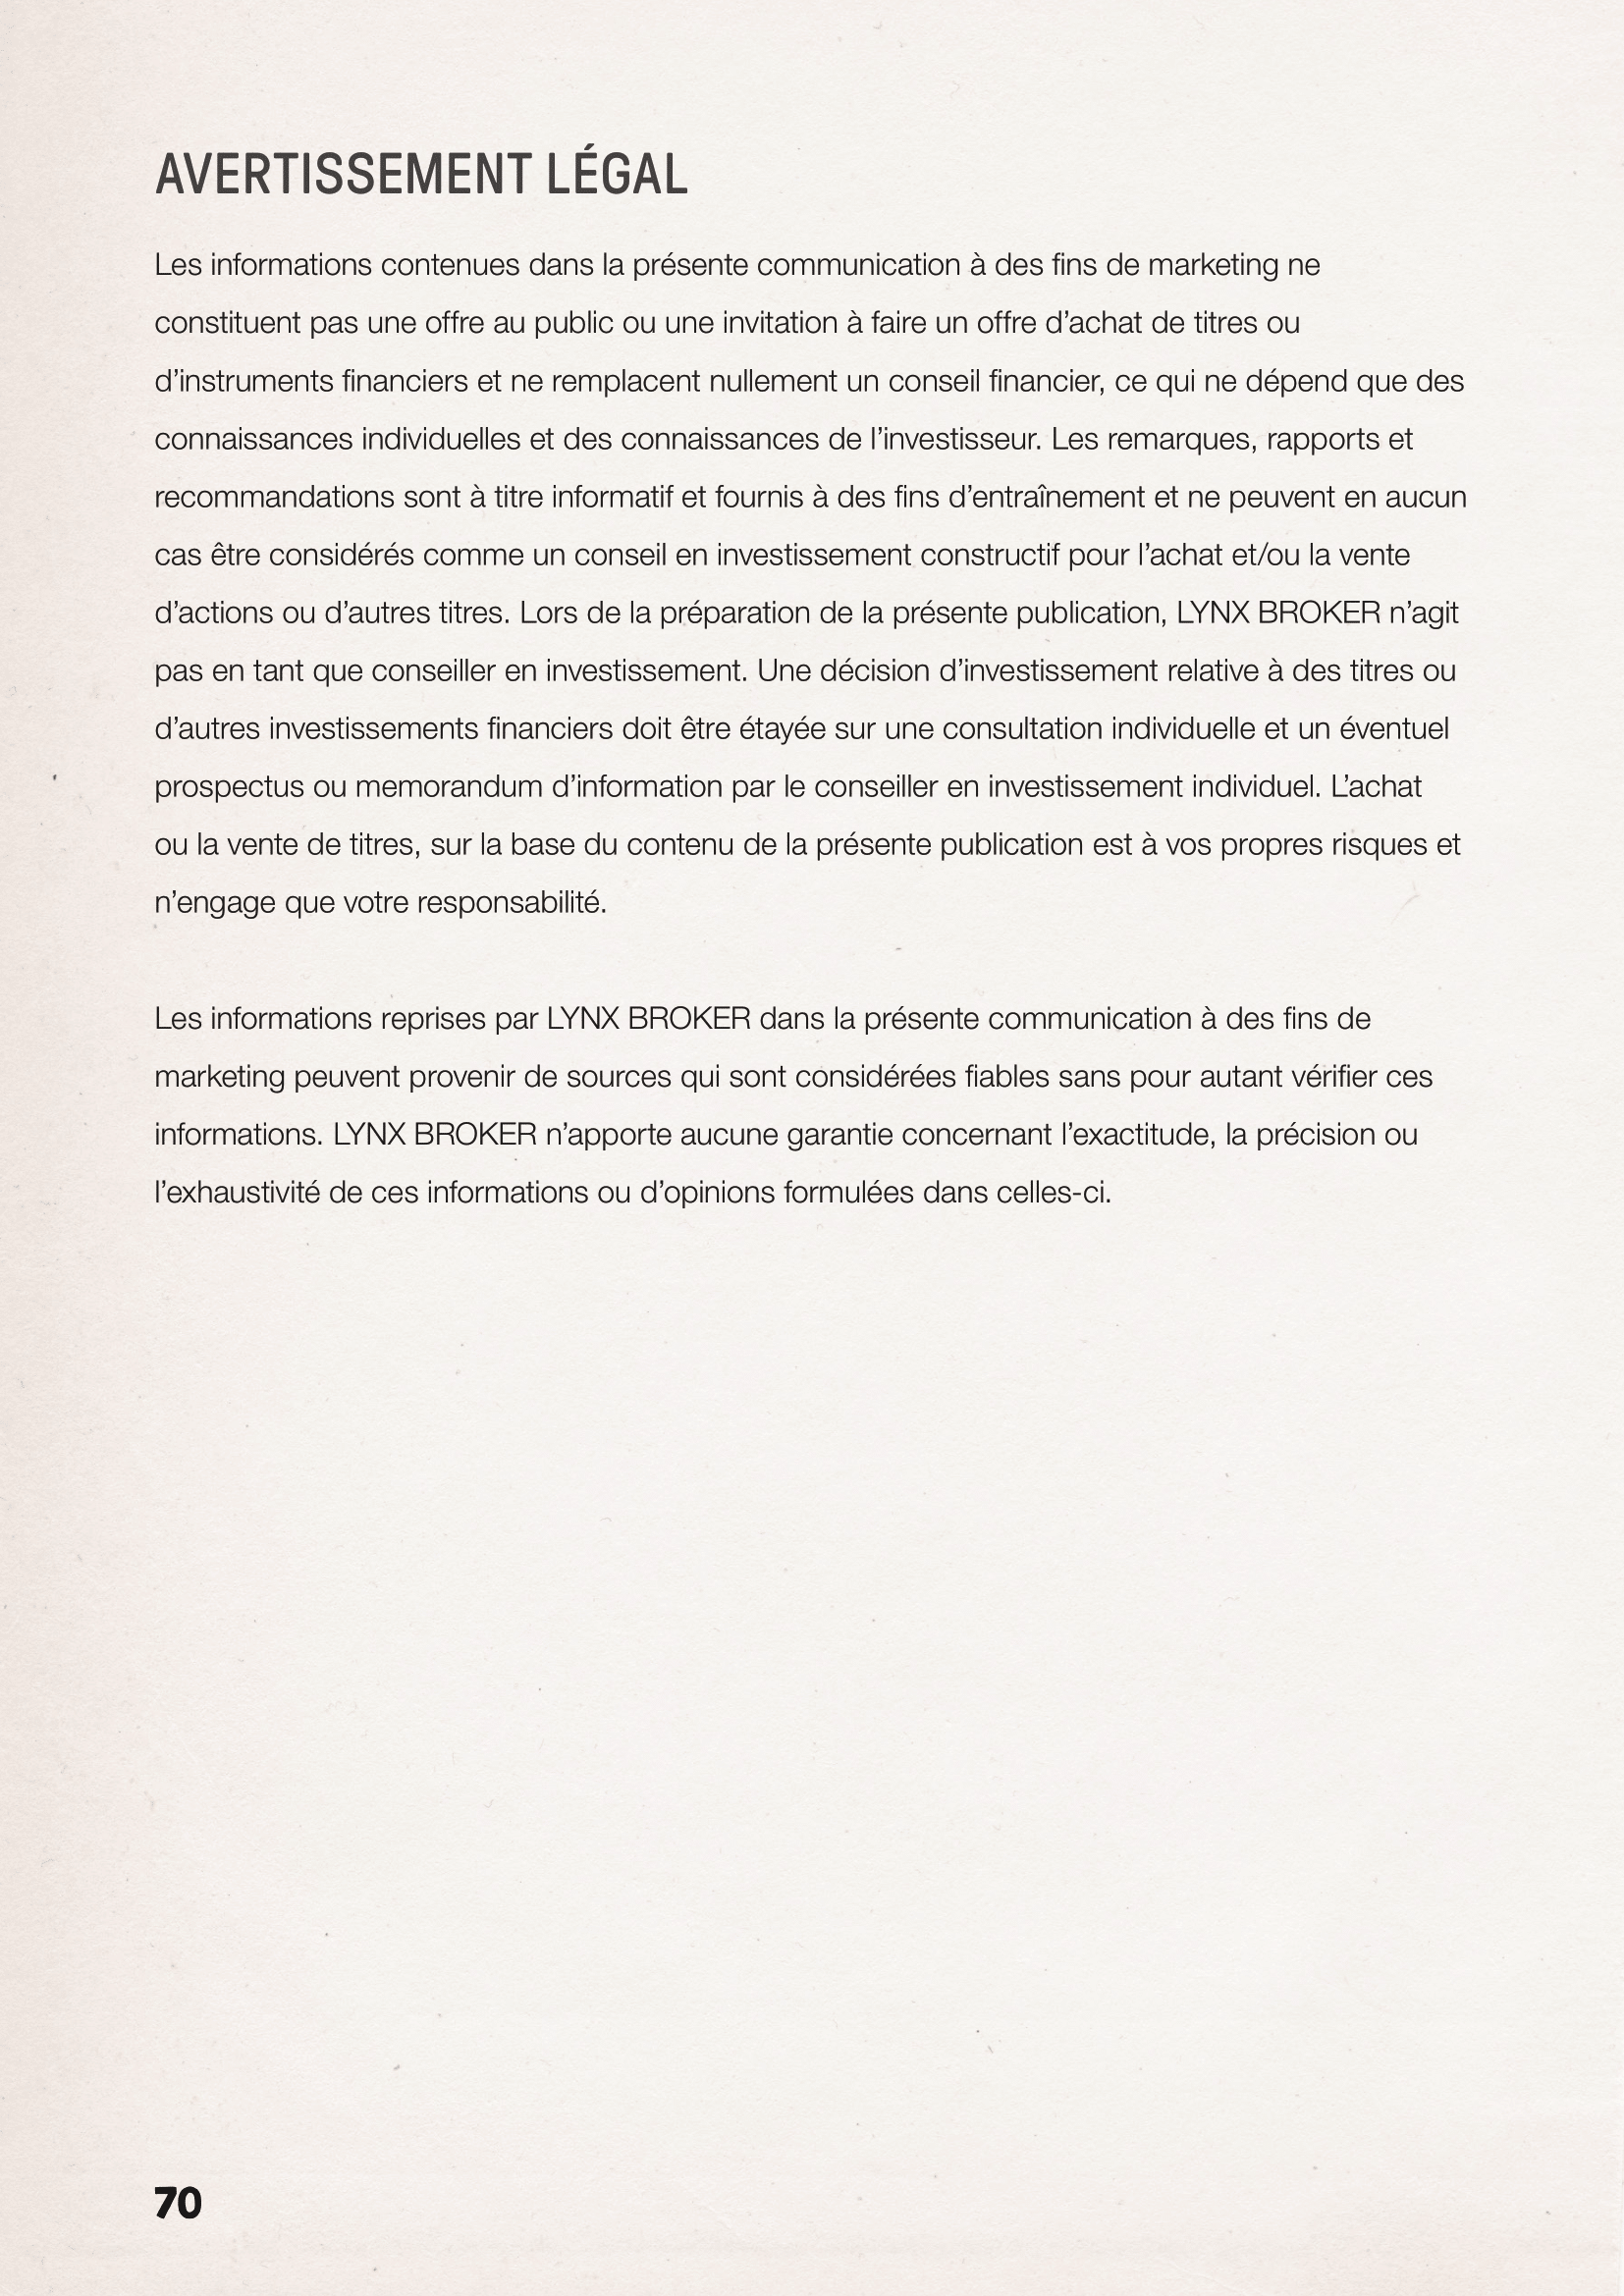 AVERTISSEMENT LÉGAL
Les informations contenues dans la présente communication à des fins de marketing ne
constituent pas une offre au public ou une invitation à faire un offre d’achat de titres ou
d’instruments financiers et ne remplacent nullement un conseil financier, ce qui ne dépend que des
connaissances individuelles et des connaissances de l’investisseur. Les remarques, rapports et
recommandations sont à titre informatif et fournis à des fins d’entraînement et ne peuvent en aucun
cas être considérés comme un conseil en investissement constructif pour l’achat et/ou la vente
d’actions ou d’autres titres. Lors de la préparation de la présente publication, LYNX BROKER n’agit
pas en tant que conseiller en investissement. Une décision d’investissement relative à des titres ou
d’autres investissements financiers doit être étayée sur une consultation individuelle et un éventuel
prospectus ou memorandum d’information par le conseiller en investissement individuel. L’achat
ou la vente de titres, sur la base du contenu de la présente publication est à vos propres risques et
n’engage que votre responsabilité.
Les informations reprises par LYNX BROKER dans la présente communication à des fins de
marketing peuvent provenir de sources qui sont considérées fiables sans pour autant vérifier ces
informations. LYNX BROKER n’apporte aucune garantie concernant l’exactitude, la précision ou
l’exhaustivité de ces informations ou d’opinions formulées dans celles-ci.
70